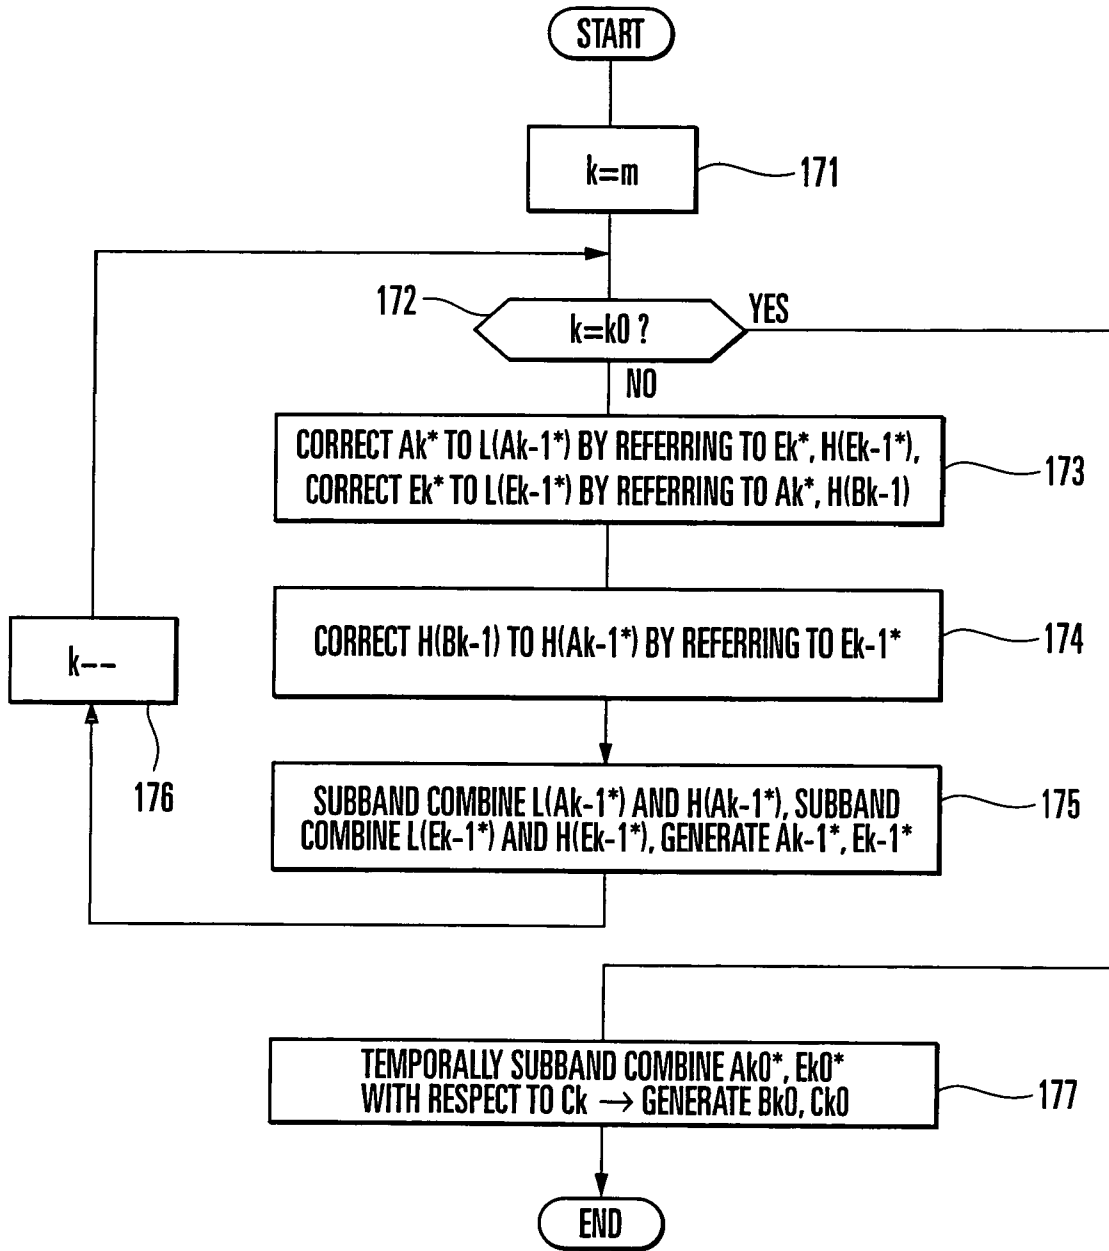 START
k=m
171
172
k=k0 ?
YES
NO
CORRECT Ak* TO L(Ak-1*) BY REFERRING TO Ek*, H(Ek-1*),
CORRECT Ek* TO L(Ek-1*) BY REFERRING TO Ak*, H(Bk-1)
173
CORRECT H(Bk-1) TO H(Ak-1*) BY REFERRING TO Ek-1*
174
k--
176
SUBBAND COMBINE L(Ak-1*) AND H(Ak-1*), SUBBAND
COMBINE L(Ek-1*) AND H(Ek-1*), GENERATE Ak-1*, Ek-1*
175
TEMPORALLY SUBBAND COMBINE Ak0*, Ek0*
WITH RESPECT TO Ck → GENERATE Bk0, Ck0
177
END